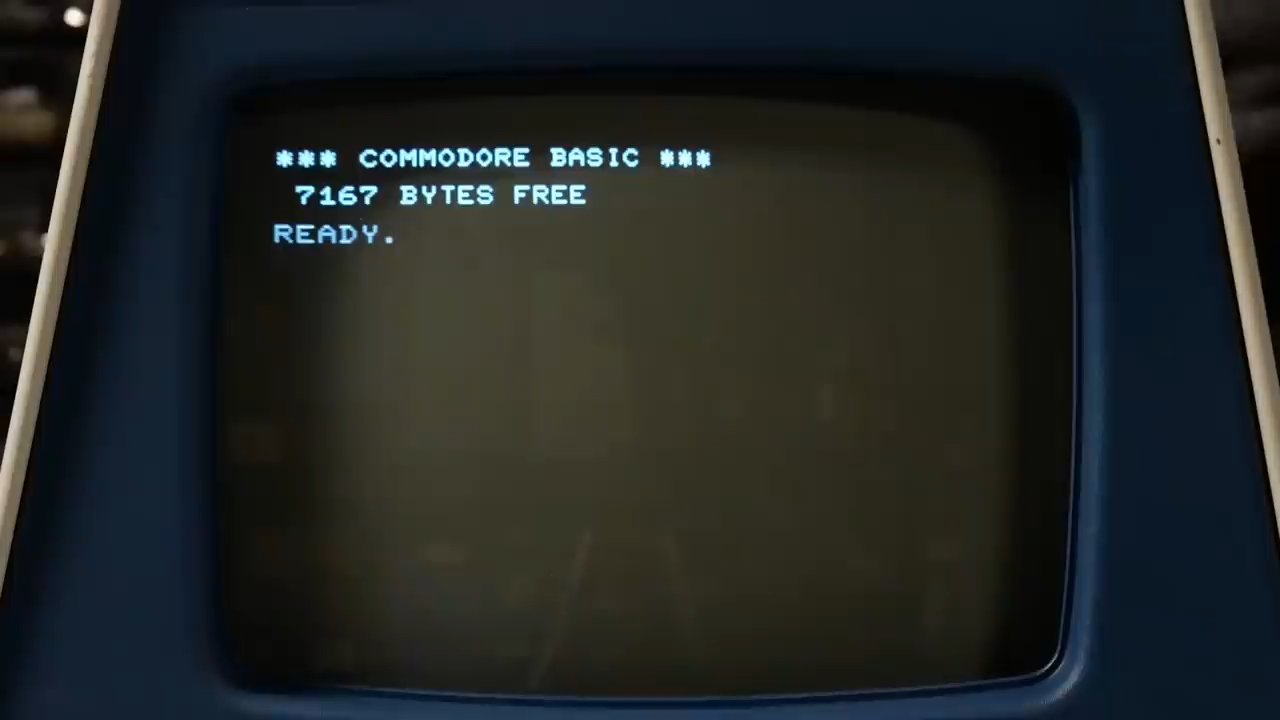 *** COMMODORE BASIC ***
7167 BYTES FREE
READY.